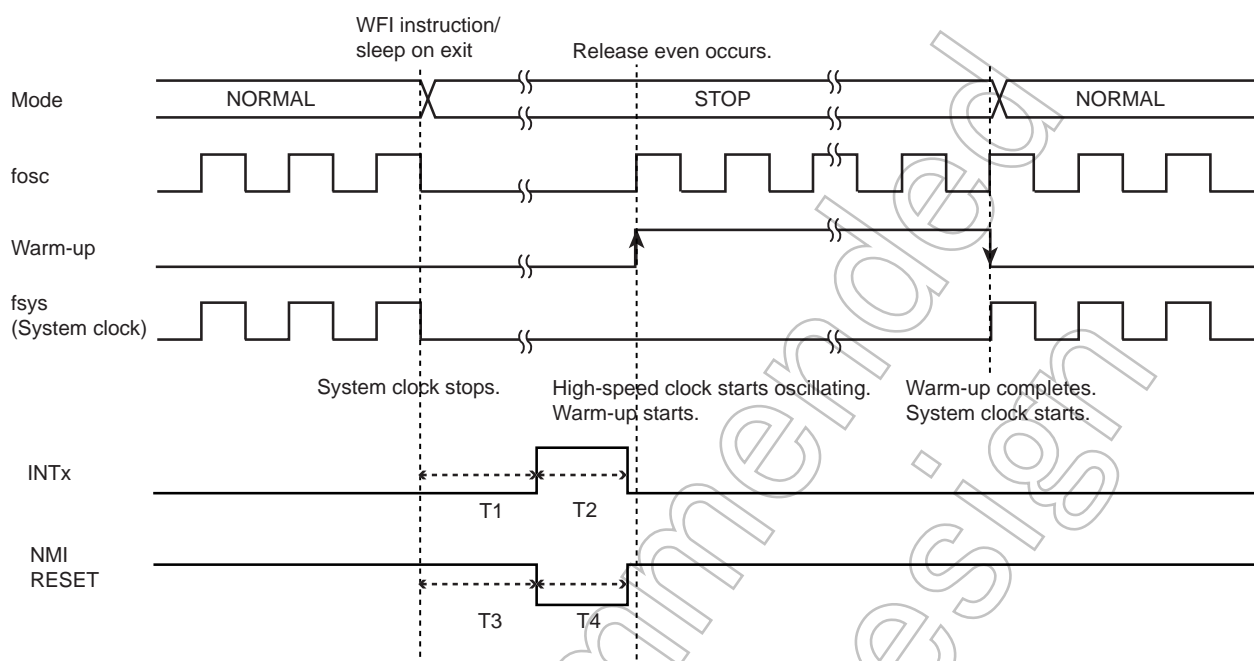 WFI instruction/
sleep on exit
Release even occurs.
Mode
NORMAL
STOP
NORMAL
fosc
Warm-up
fsys
(System clock)
System clock stops.
High-speed clock starts oscillating.
Warm-up starts.
Warm-up completes.
System clock starts.
INTx
T1
T2
NMI
RESET
T3
T4
mmended
esign